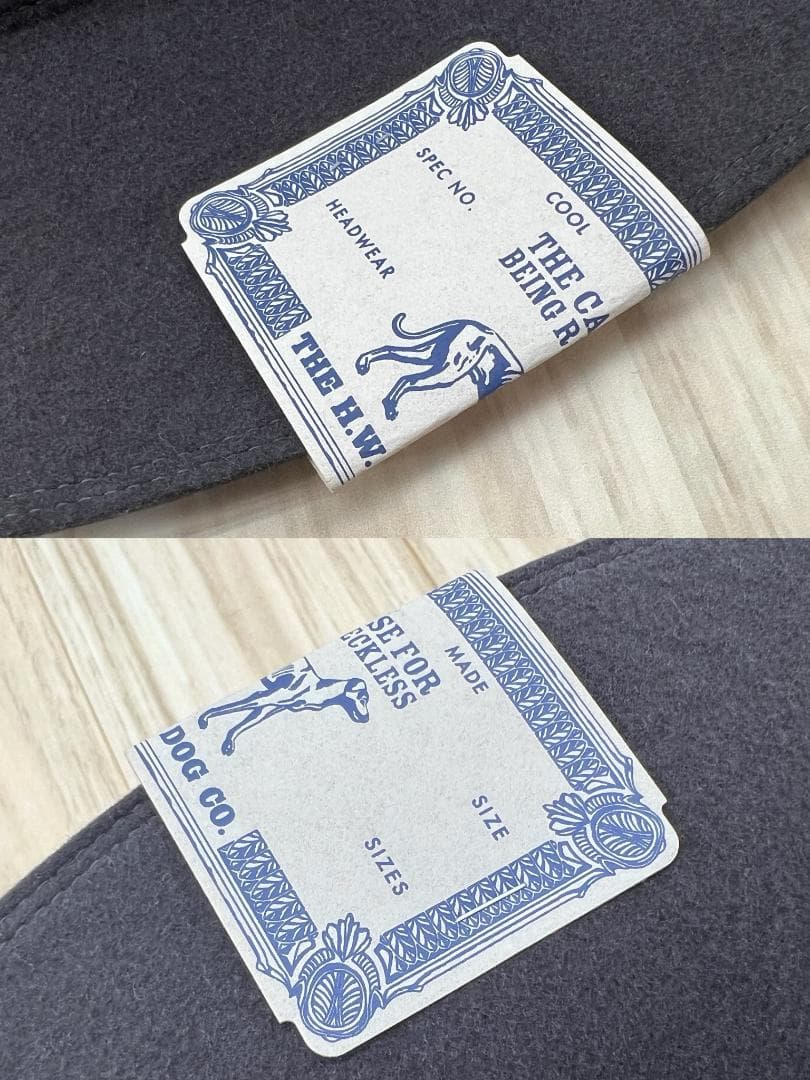 SPEC NO.
COOL
HEADWEAR
THE CA
BEING R
THE H.W.
SE FOR
ECKLESS
MADE
DOG CO.
SIZE
SIZES